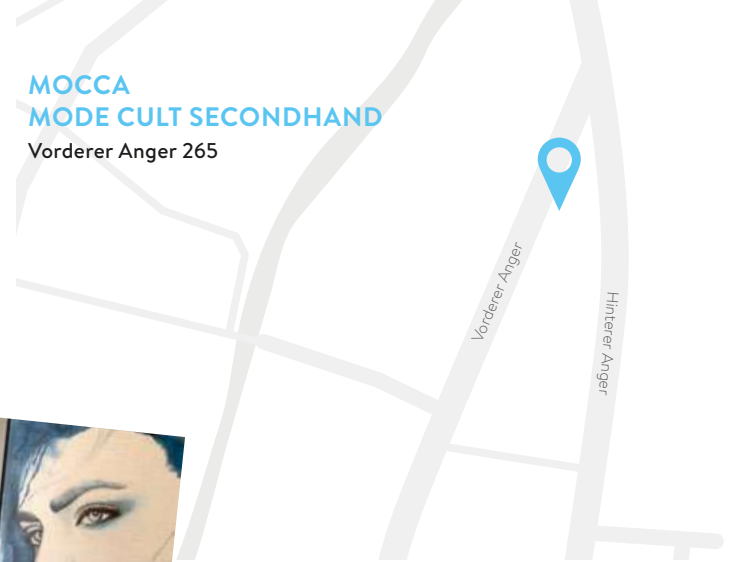 MOCCA
MODE CULT SECONDHAND
Vorderer Anger 265
Vorderer Anger
Hinterer Anger